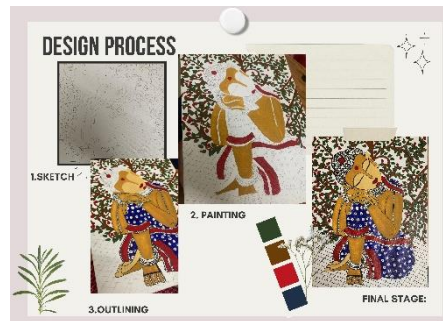 DESIGN PROCESS
1.SKETCH
2. PAINTING
3.OUTLINING
FINAL STAGE: